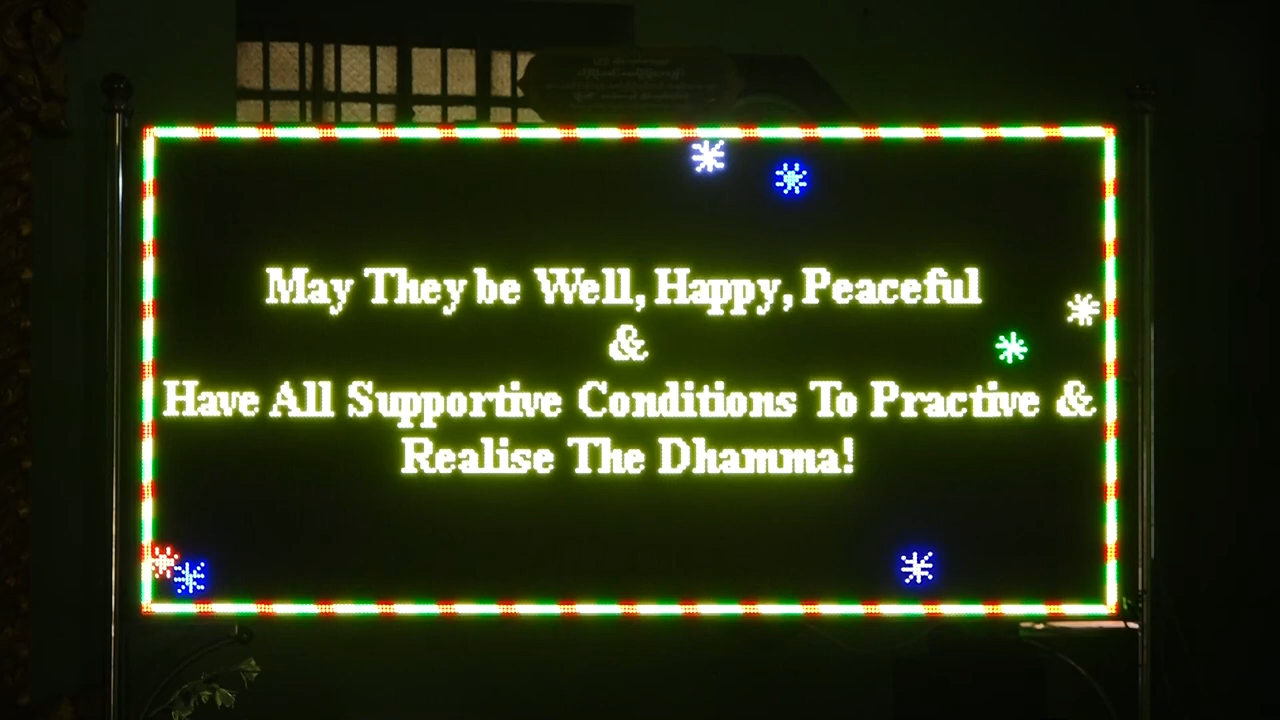 May They be Well, Happy, Peaceful
&
Have All Supportive Conditions To Practive &
Realise The Dhamma!